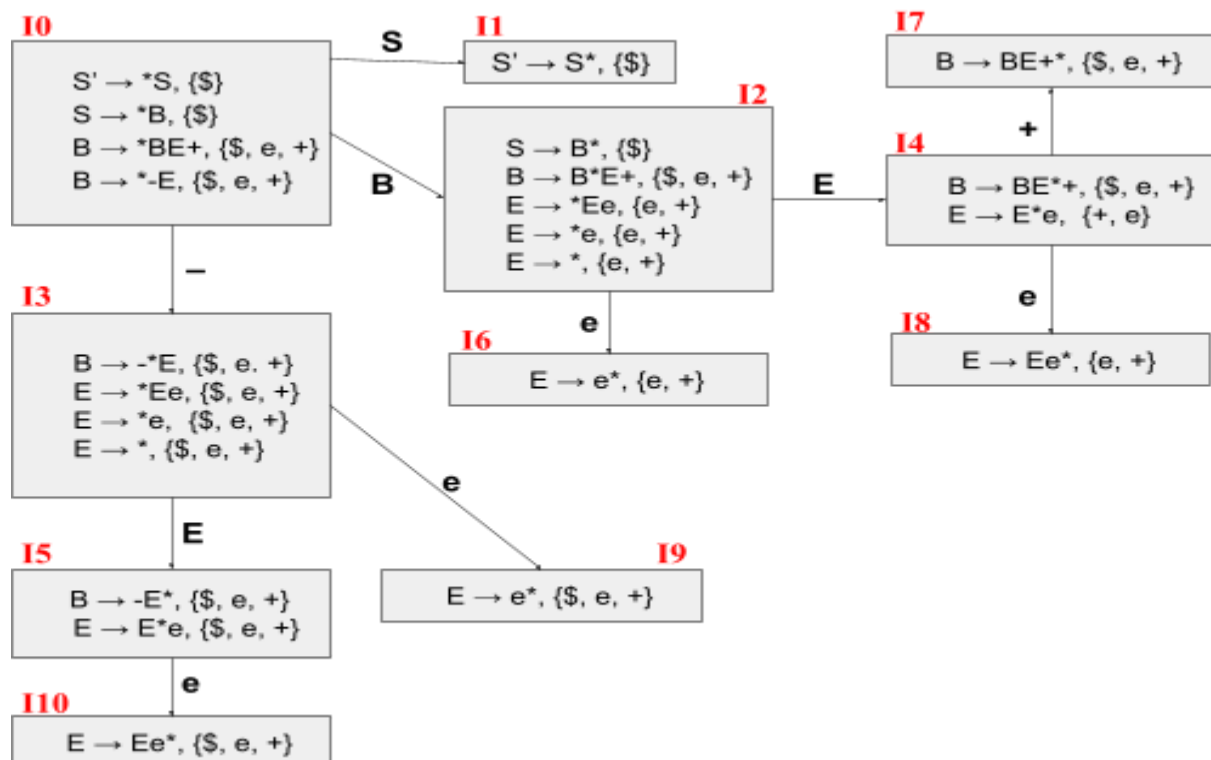 I0
S' → *S, {$}
S → *B, {$}
B → *BE+, {$, e, +}
B → *-E, {$, e, +}
S
I1
S' → S*, {$}
B
I2
S → B*, {$}
B → B*E+, {$, e, +}
E → *Ee, {e, +}
E → *e, {e, +}
E → *, {e, +}
E
I7
B → BE+*, {$, e, +}
+
I4
B → BE*+, {$, e, +}
E → E*e, {+, e}
e
I8
E → Ee*, {e, +}
e
I6
E → e*, {e, +}
–
I3
B → -*E, {$, e. +}
E → *Ee, {$, e, +}
E → *e, {$, e, +}
E → *, {$, e, +}
e
I9
E → e*, {$, e, +}
E
I5
B → -E*, {$, e, +}
E → E*e, {$, e, +}
e
I10
E → Ee*, {$, e, +}